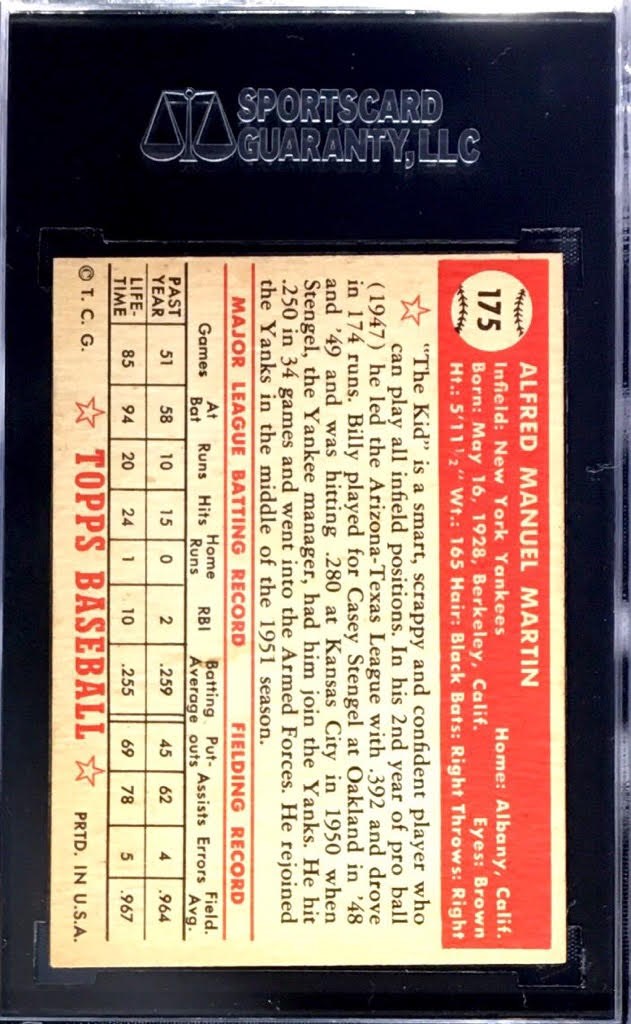 SPORTSCARD
GUARANTY, LLC
175
ALFRED MANUEL MARTIN
Infield: New York Yankees Home: Albany, Calif.
Born: May 16, 1928, Berkeley, Calif. Eyes: Brown
Ht.: 5'11 1/2" Wt.: 165 Hair: Black Bats: Right Throws: Right
"The Kid" is a smart, scrappy and confident player who
can play all infield positions. In his 2nd year of pro ball
(1947) he led the Arizona-Texas League with .392 and drove
in 174 runs. Billy played for Casey Stengel at Oakland in '48
and '49 and was hitting .280 at Kansas City in 1950 when
Stengel, the Yankee manager, had him join the Yanks. He hit
.250 in 34 games and went into the Armed Forces. He rejoined
the Yanks in the middle of the 1951 season.
MAJOR LEAGUE BATTING RECORD FIELDING RECORD
Games At Bat Runs Hits Home Runs RBI Batting Average Put-outs Assists Errors Field. Avg.
PAST YEAR 51 58 10 15 0 2 .259 45 62 4 .964
LIFE-TIME 85 94 20 24 1 10 .255 69 78 5 .967
© T. C. G. ☆ TOPPS BASEBALL ☆ PRTD. IN U.S.A.